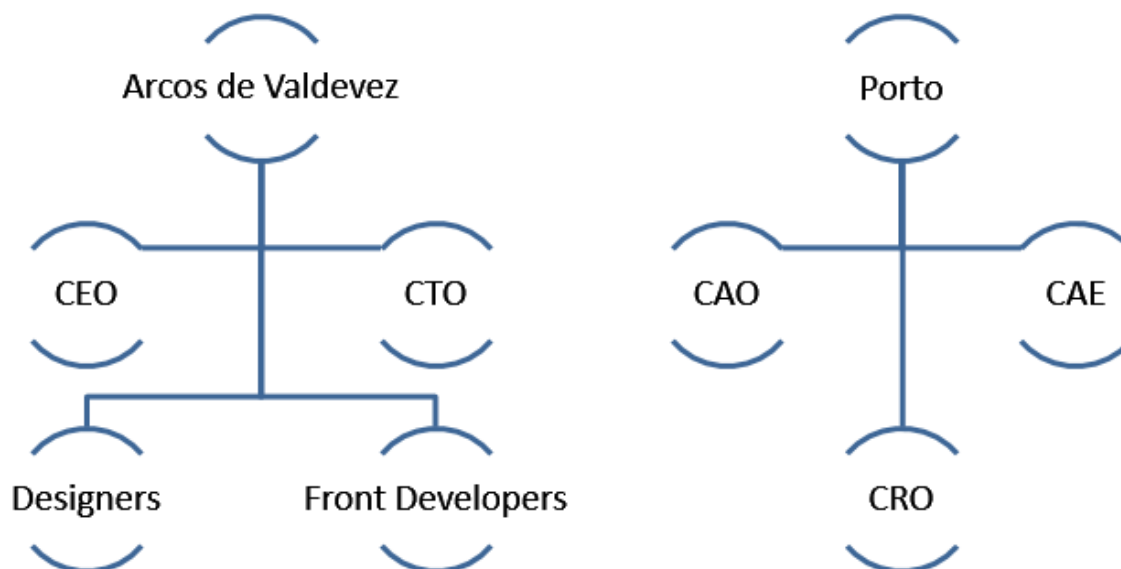 Arcos de Valdevez
Porto
CEO
CTO
CAO
CAE
Designers
Front Developers
CRO